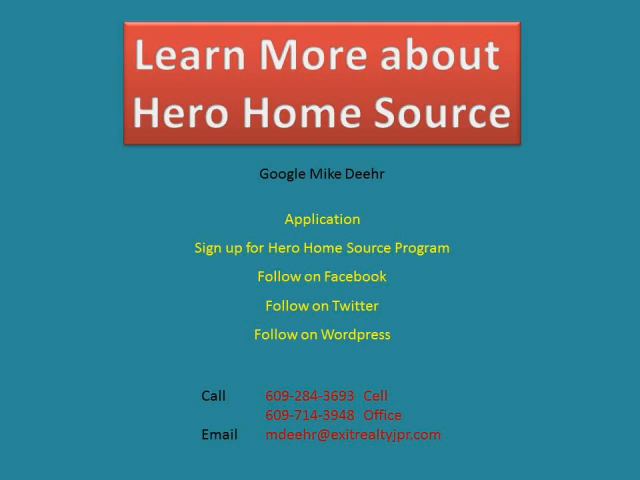 Learn More about
Hero Home Source
Google Mike Deehr
Application
Sign up for Hero Home Source Program
Follow on Facebook
Follow on Twitter
Follow on Wordpress
Call 609-284-3693 Cell
609-714-3948 Office
Email mdeehr@exitrealtyjpr.com